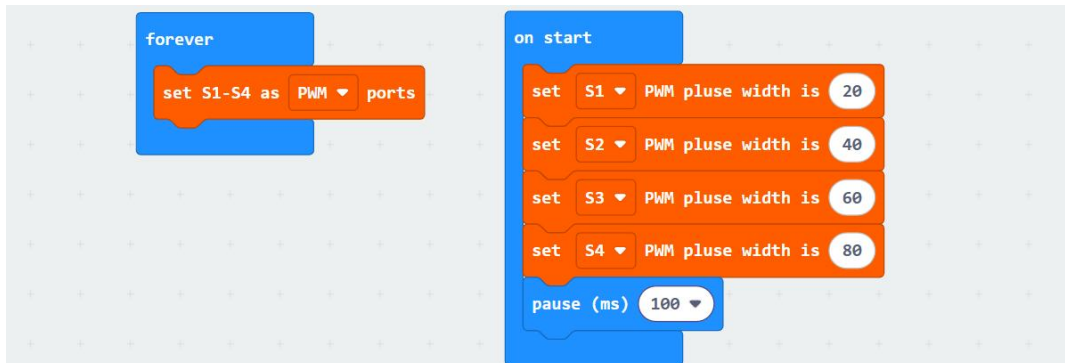 forever
set S1-S4 as PWM ports
on start
set S1 PWM pluse width is 20
set S2 PWM pluse width is 40
set S3 PWM pluse width is 60
set S4 PWM pluse width is 80
pause (ms) 100